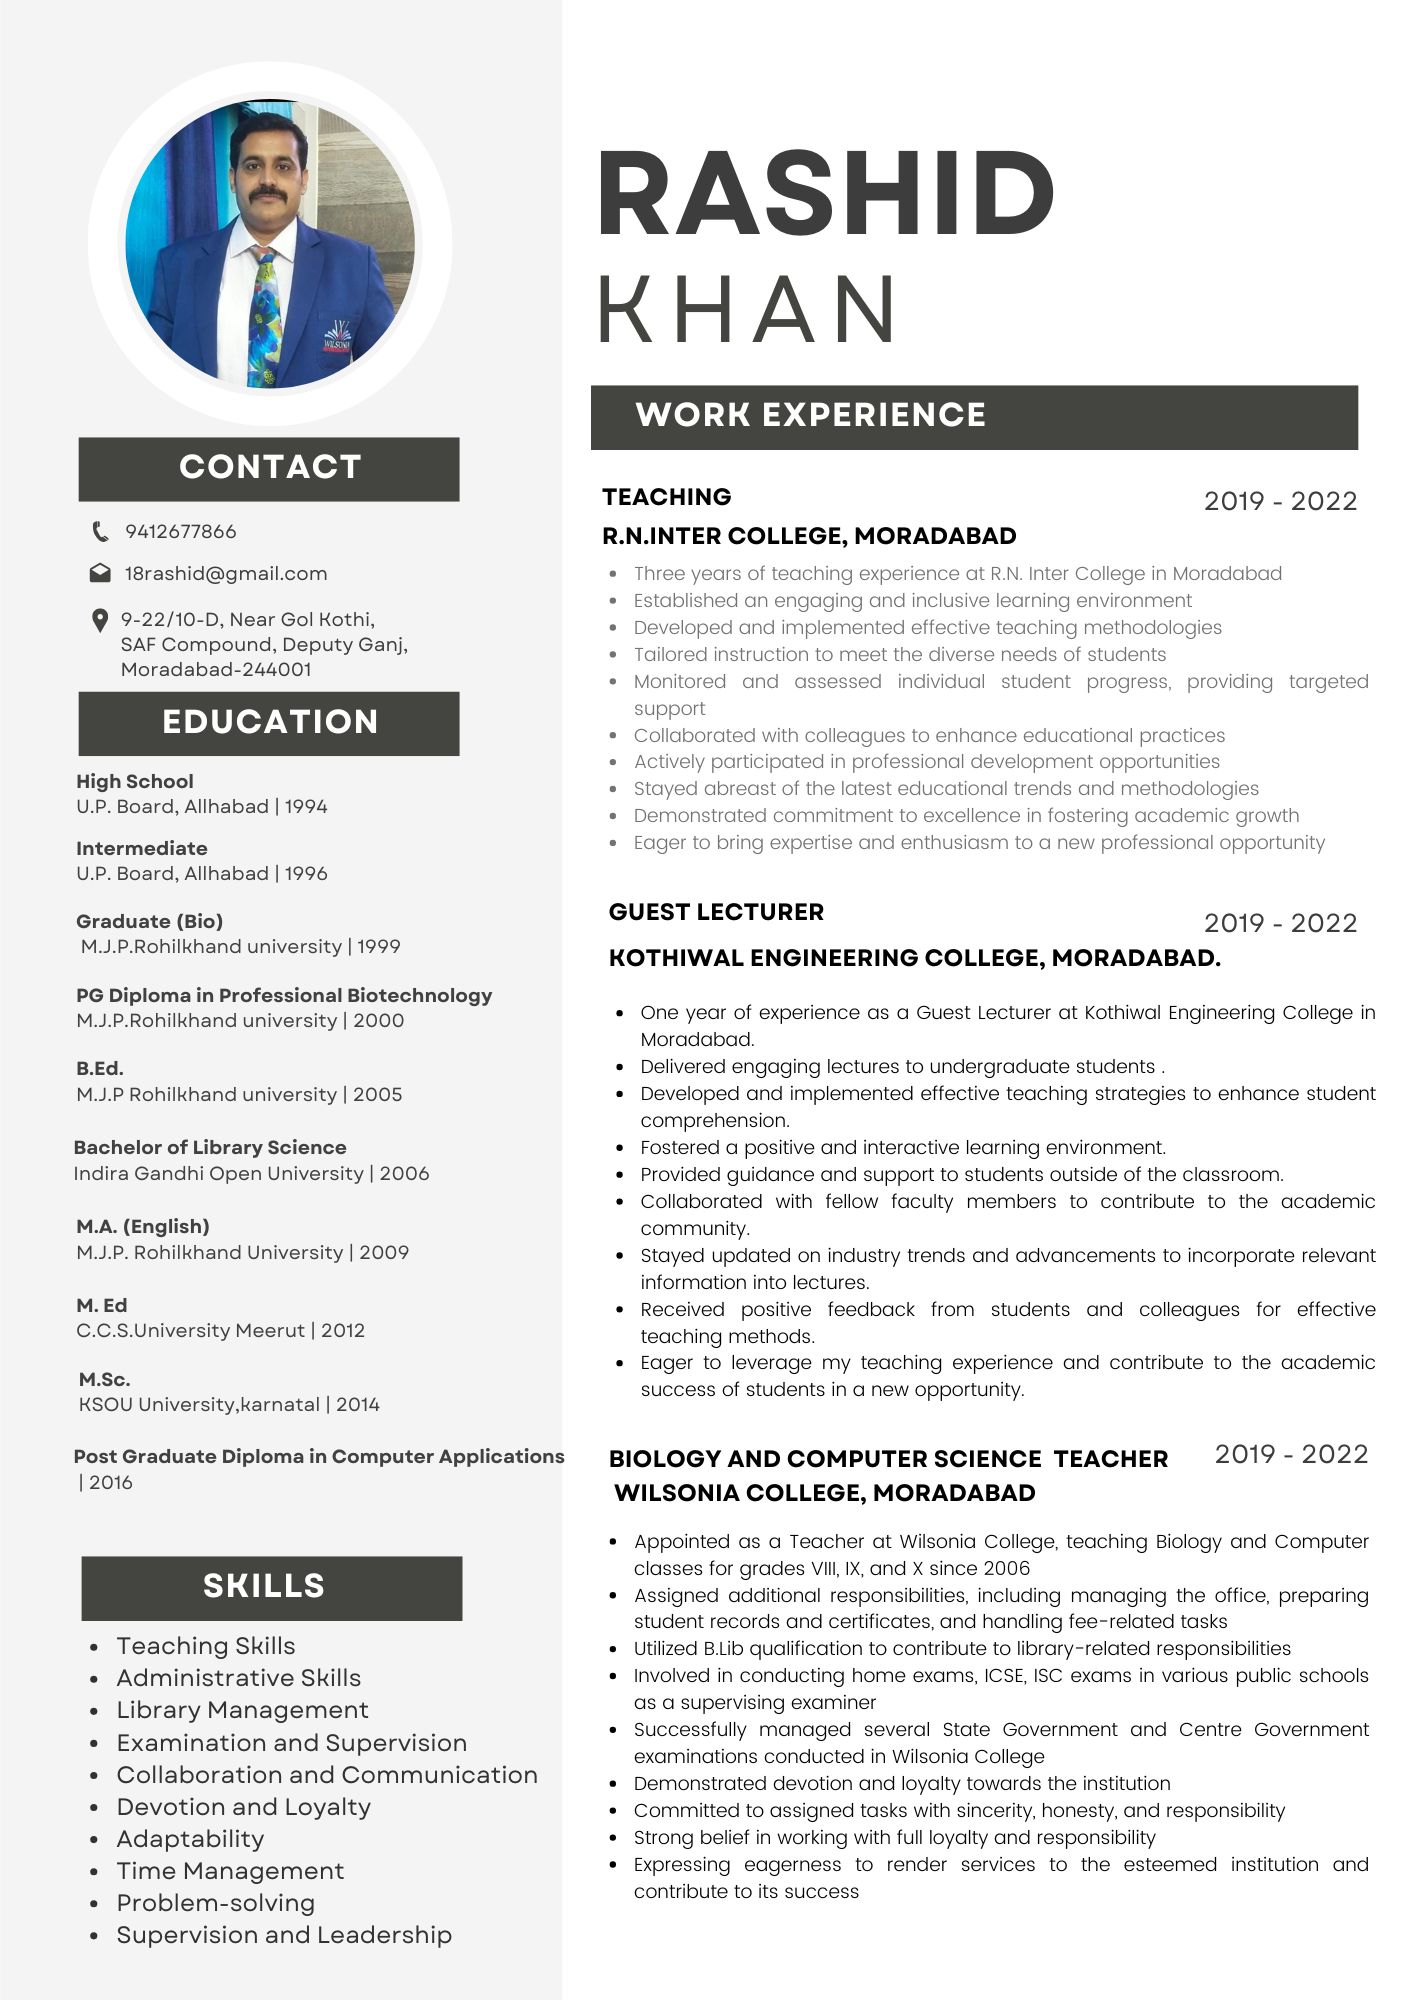 RASHID
KHAN
CONTACT
9412677866
18rashid@gmail.com
9-22/10-D, Near Gol Kothi,
SAF Compound, Deputy Ganj,
Moradabad-244001
EDUCATION
High School
U.P. Board, Allhabad | 1994
Intermediate
U.P. Board, Allhabad | 1996
Graduate (Bio)
M.J.P.Rohilkhand university | 1999
PG Diploma in Professional Biotechnology
M.J.P.Rohilkhand university | 2000
B.Ed.
M.J.P Rohilkhand university | 2005
Bachelor of Library Science
Indira Gandhi Open University | 2006
M.A. (English)
M.J.P. Rohilkhand University | 2009
M. Ed
C.C.S.University Meerut | 2012
M.Sc.
KSOU University,karnatal | 2014
Post Graduate Diploma in Computer Applications
| 2016
SKILLS
• Teaching Skills
• Administrative Skills
• Library Management
• Examination and Supervision
• Collaboration and Communication
• Devotion and Loyalty
• Adaptability
• Time Management
• Problem-solving
• Supervision and Leadership
WORK EXPERIENCE
TEACHING 2019 - 2022
R.N.INTER COLLEGE, MORADABAD
• Three years of teaching experience at R.N. Inter College in Moradabad
• Established an engaging and inclusive learning environment
• Developed and implemented effective teaching methodologies
• Tailored instruction to meet the diverse needs of students
• Monitored and assessed individual student progress, providing targeted
support
• Collaborated with colleagues to enhance educational practices
• Actively participated in professional development opportunities
• Stayed abreast of the latest educational trends and methodologies
• Demonstrated commitment to excellence in fostering academic growth
• Eager to bring expertise and enthusiasm to a new professional opportunity
GUEST LECTURER 2019 - 2022
KOTHIWAL ENGINEERING COLLEGE, MORADABAD.
• One year of experience as a Guest Lecturer at Kothiwal Engineering College in
Moradabad.
• Delivered engaging lectures to undergraduate students .
• Developed and implemented effective teaching strategies to enhance student
comprehension.
• Fostered a positive and interactive learning environment.
• Provided guidance and support to students outside of the classroom.
• Collaborated with fellow faculty members to contribute to the academic
community.
• Stayed updated on industry trends and advancements to incorporate relevant
information into lectures.
• Received positive feedback from students and colleagues for effective
teaching methods.
• Eager to leverage my teaching experience and contribute to the academic
success of students in a new opportunity.
BIOLOGY AND COMPUTER SCIENCE TEACHER 2019 - 2022
WILSONIA COLLEGE, MORADABAD
• Appointed as a Teacher at Wilsonia College, teaching Biology and Computer
classes for grades VIII, IX, and X since 2006
• Assigned additional responsibilities, including managing the office, preparing
student records and certificates, and handling fee-related tasks
• Utilized B.Lib qualification to contribute to library-related responsibilities
• Involved in conducting home exams, ICSE, ISC exams in various public schools
as a supervising examiner
• Successfully managed several State Government and Centre Government
examinations conducted in Wilsonia College
• Demonstrated devotion and loyalty towards the institution
• Committed to assigned tasks with sincerity, honesty, and responsibility
• Strong belief in working with full loyalty and responsibility
• Expressing eagerness to render services to the esteemed institution and
contribute to its success